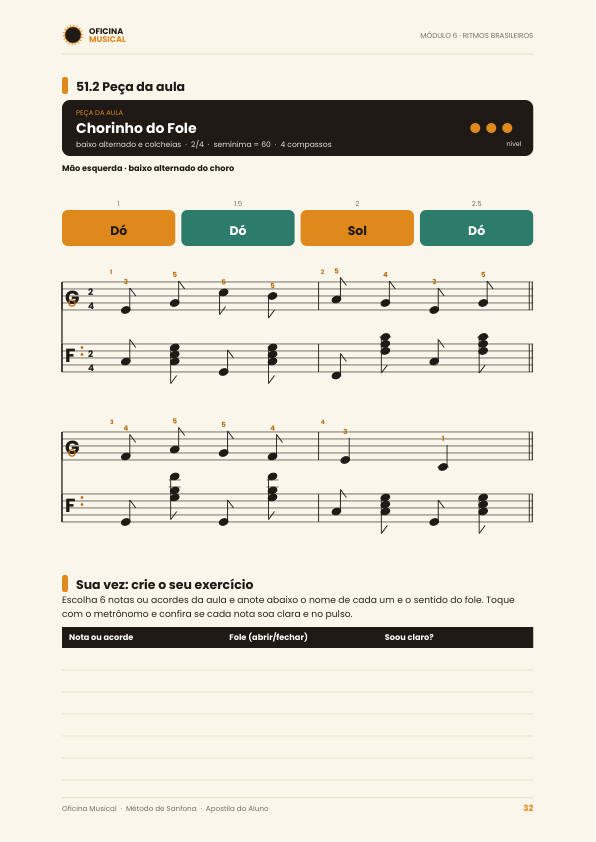 OFICINA
MUSICAL
MÓDULO 6 · RITMOS BRASILEIROS
51.2 Peça da aula
PEÇA DA AULA
Chorinho do Fole
baixo alternado e colcheias · 2/4 · semínima = 60 · 4 compassos
nível
Mão esquerda · baixo alternado do choro
1 1.5 2 2.5
Dó Dó Sol Dó
1 3 5 5 5 2 5 4 3 5
G 2 4
F 2 4
3 4 5 5 4 4 3 1
G
F
Sua vez: crie o seu exercício
Escolha 6 notas ou acordes da aula e anote abaixo o nome de cada um e o sentido do fole. Toque
com o metrônomo e confira se cada nota soa clara e no pulso.
Nota ou acorde Fole (abrir/fechar) Soou claro?
Oficina Musical · Método de Sanfona · Apostila do Aluno 32